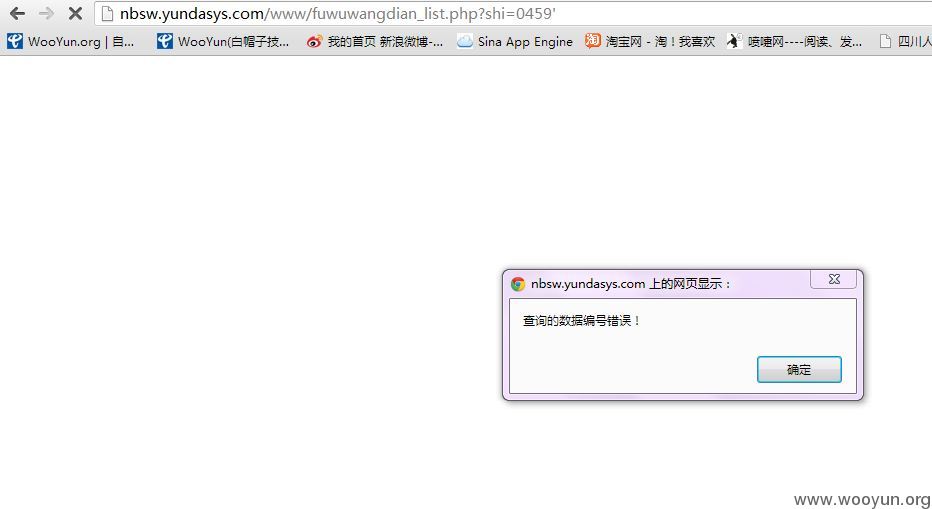 nbsw.yundasys.com/www/fuwuwangdian_list.php?shi=0459'
WooYun.org | 自... WooYun(白帽子技... 我的首页 新浪微博-... Sina App Engine 淘宝网 - 淘！我喜欢 喷嚏网----阅读、发... 四川人
nbsw.yundasys.com 上的网页显示：
查询的数据编号错误！
确定
www.wooyun.org